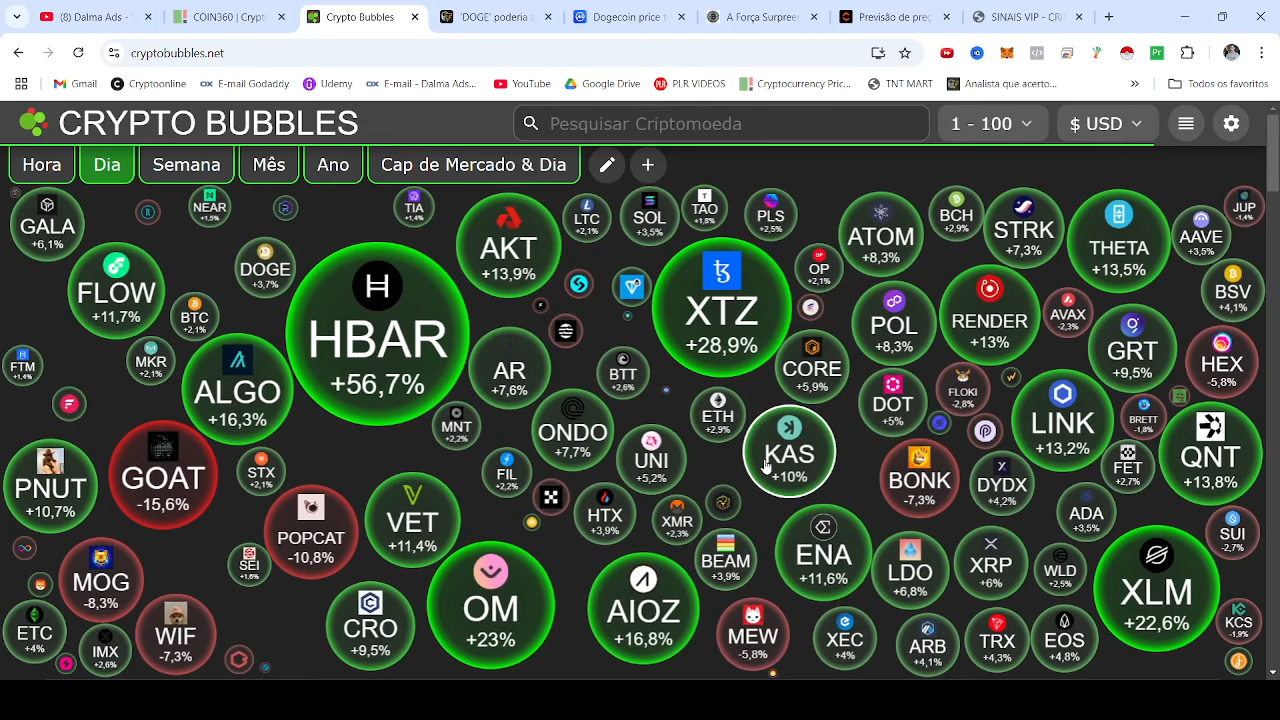 (8) Dalma Ads -
COIN360 | Crypt
Crypto Bubbles
"DOGE" poderia a
Dogecoin price t
A Força Surpreen
Previsão de preç
SINAIS VIP - CRI
cryptobubbles.net
Gmail
Cryptoonline
E-mail Godaddy
Udemy
E-mail - Dalma Ads...
YouTube
Google Drive
PLR VIDEOS
Cryptocurrency Pric...
TNT MART
Analista que acerto...
Todos os favoritos
CRYPTO BUBBLES
Pesquisar Criptomoeda
1 - 100
$ USD
Hora
Dia
Semana
Mês
Ano
Cap de Mercado & Dia
GALA
+6,1%
NEAR
+1,5%
TIA
+1,4%
AKT
+13,9%
LTC
+2,1%
SOL
+3,5%
TAO
+1,8%
PLS
+2,5%
ATOM
+8,3%
BCH
+2,9%
STRK
+7,3%
THETA
+13,5%
AAVE
+3,5%
JUP
-1,4%
FLOW
+11,7%
DOGE
+3,7%
BTC
+2,1%
HBAR
+56,7%
XTZ
+28,9%
OP
+2,1%
POL
+8,3%
RENDER
+13%
AVAX
-2,3%
GRT
+9,5%
BSV
+4,1%
FTM
+1,4%
MKR
+2,1%
ALGO
+16,3%
AR
+7,6%
BTT
+2,6%
CORE
+5,9%
HEX
-5,8%
MNT
+2,2%
ONDO
+7,7%
ETH
+2,9%
DOT
+5%
FLOKI
-2,8%
LINK
+13,2%
BRETT
-1,8%
PNUT
+10,7%
GOAT
-15,6%
STX
+2,1%
FIL
+2,2%
UNI
+5,2%
KAS
+10%
BONK
-7,3%
DYDX
+4,2%
FET
+2,7%
QNT
+13,8%
POPCAT
-10,8%
VET
+11,4%
HTX
+3,9%
XMR
+2,3%
ADA
+3,5%
SUI
-2,7%
MOG
-8,3%
SEI
+1,6%
BEAM
+3,9%
ENA
+11,6%
LDO
+6,8%
XRP
+6%
WLD
+2,5%
XLM
+22,6%
ETC
+4%
IMX
+2,6%
WIF
-7,3%
CRO
+9,5%
OM
+23%
AIOZ
+16,8%
MEW
-5,8%
XEC
+4%
ARB
+4,1%
TRX
+4,3%
EOS
+4,8%
KCS
-1,9%